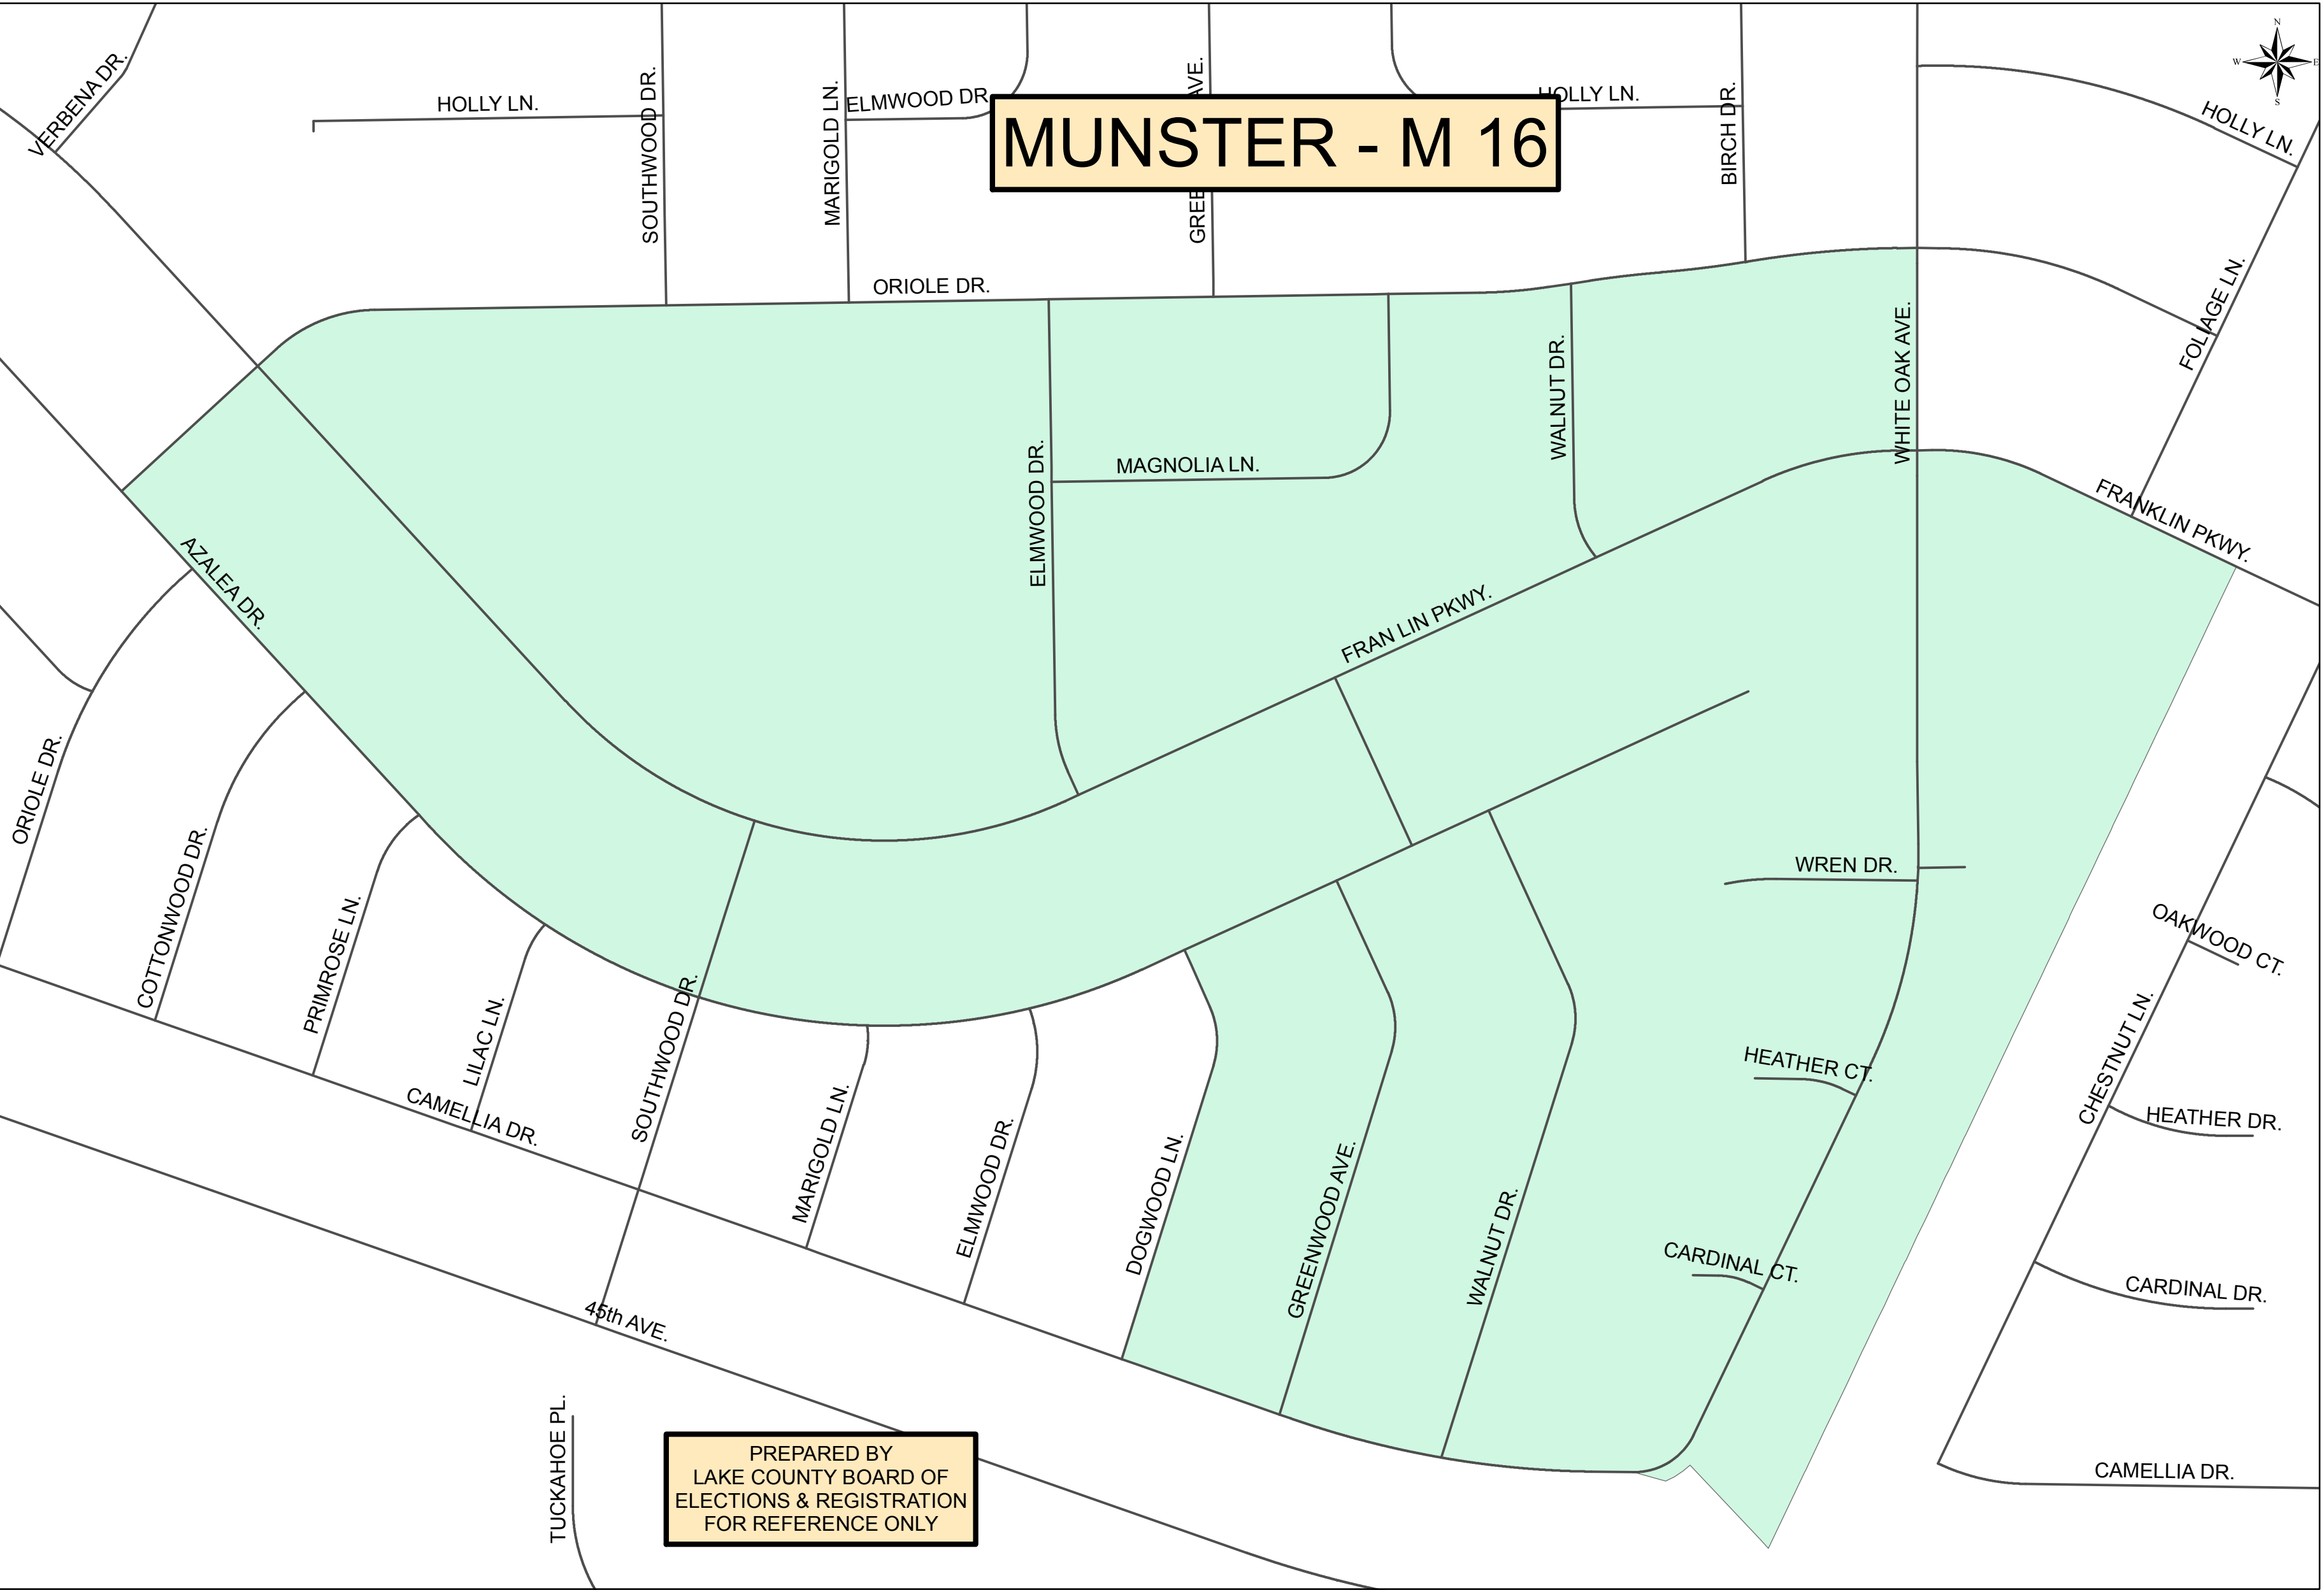 N
W E
S
VERBENA DR.
HOLLY LN.
SOUTHWOOD DR.
MARIGOLD LN.
ELMWOOD DR
AVE.
GREE
HOLLY LN.
BIRCH DR.
HOLLY LN.
MUNSTER - M 16
ORIOLE DR.
FOLIAGE LN.
WHITE OAK AVE.
WALNUT DR.
ELMWOOD DR.
MAGNOLIA LN.
FRANKLIN PKWY.
AZALEA DR.
FRAN LIN PKWY.
ORIOLE DR.
COTTONWOOD DR.
PRIMROSE LN.
LILAC LN.
SOUTHWOOD DR.
WREN DR.
OAKWOOD CT.
CHESTNUT LN.
HEATHER CT.
HEATHER DR.
CAMELLIA DR.
MARIGOLD LN.
ELMWOOD DR.
DOGWOOD LN.
GREENWOOD AVE.
WALNUT DR.
CARDINAL CT.
CARDINAL DR.
45th AVE.
TUCKAHOE PL.
CAMELLIA DR.
PREPARED BY
LAKE COUNTY BOARD OF
ELECTIONS & REGISTRATION
FOR REFERENCE ONLY